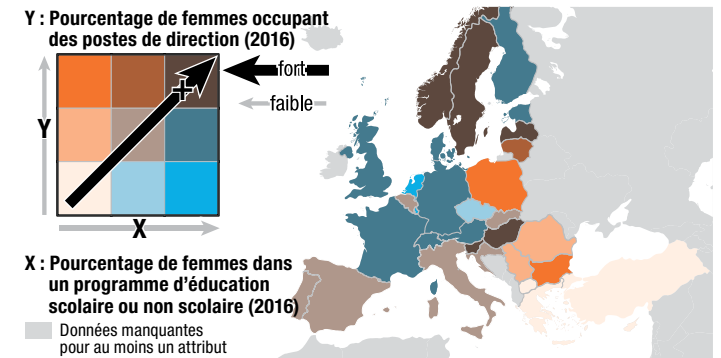 Y : Pourcentage de femmes occupant
des postes de direction (2016)
fort
faible
Y
X
X : Pourcentage de femmes dans
un programme d'éducation
scolaire ou non scolaire (2016)
Données manquantes
pour au moins un attribut